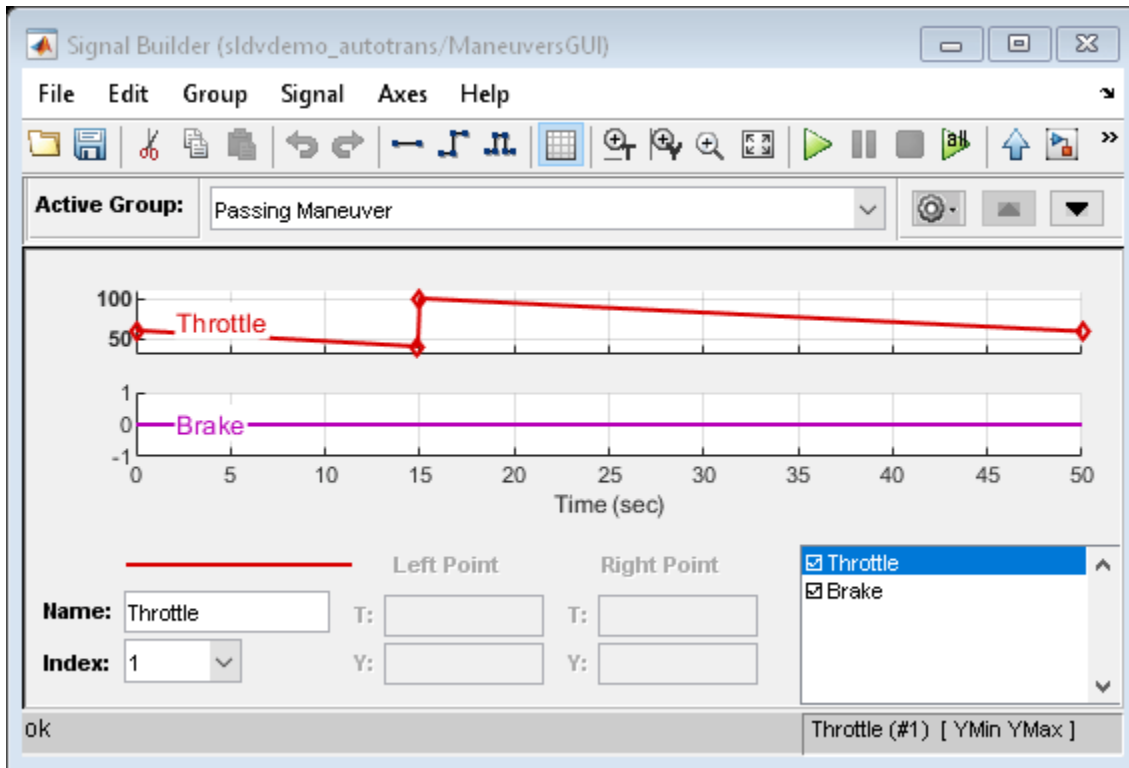 Signal Builder (sldvdemo_autotrans/ManeuversGUI)
File Edit Group Signal Axes Help
Active Group: Passing Maneuver
100
50
Throttle
1
0
-1
Brake
0 5 10 15 20 25 30 35 40 45 50
Time (sec)
Left Point Right Point
Name: Throttle T: T:
Index: 1 Y: Y:
Throttle
Brake
ok Throttle (#1) [ YMin YMax ]